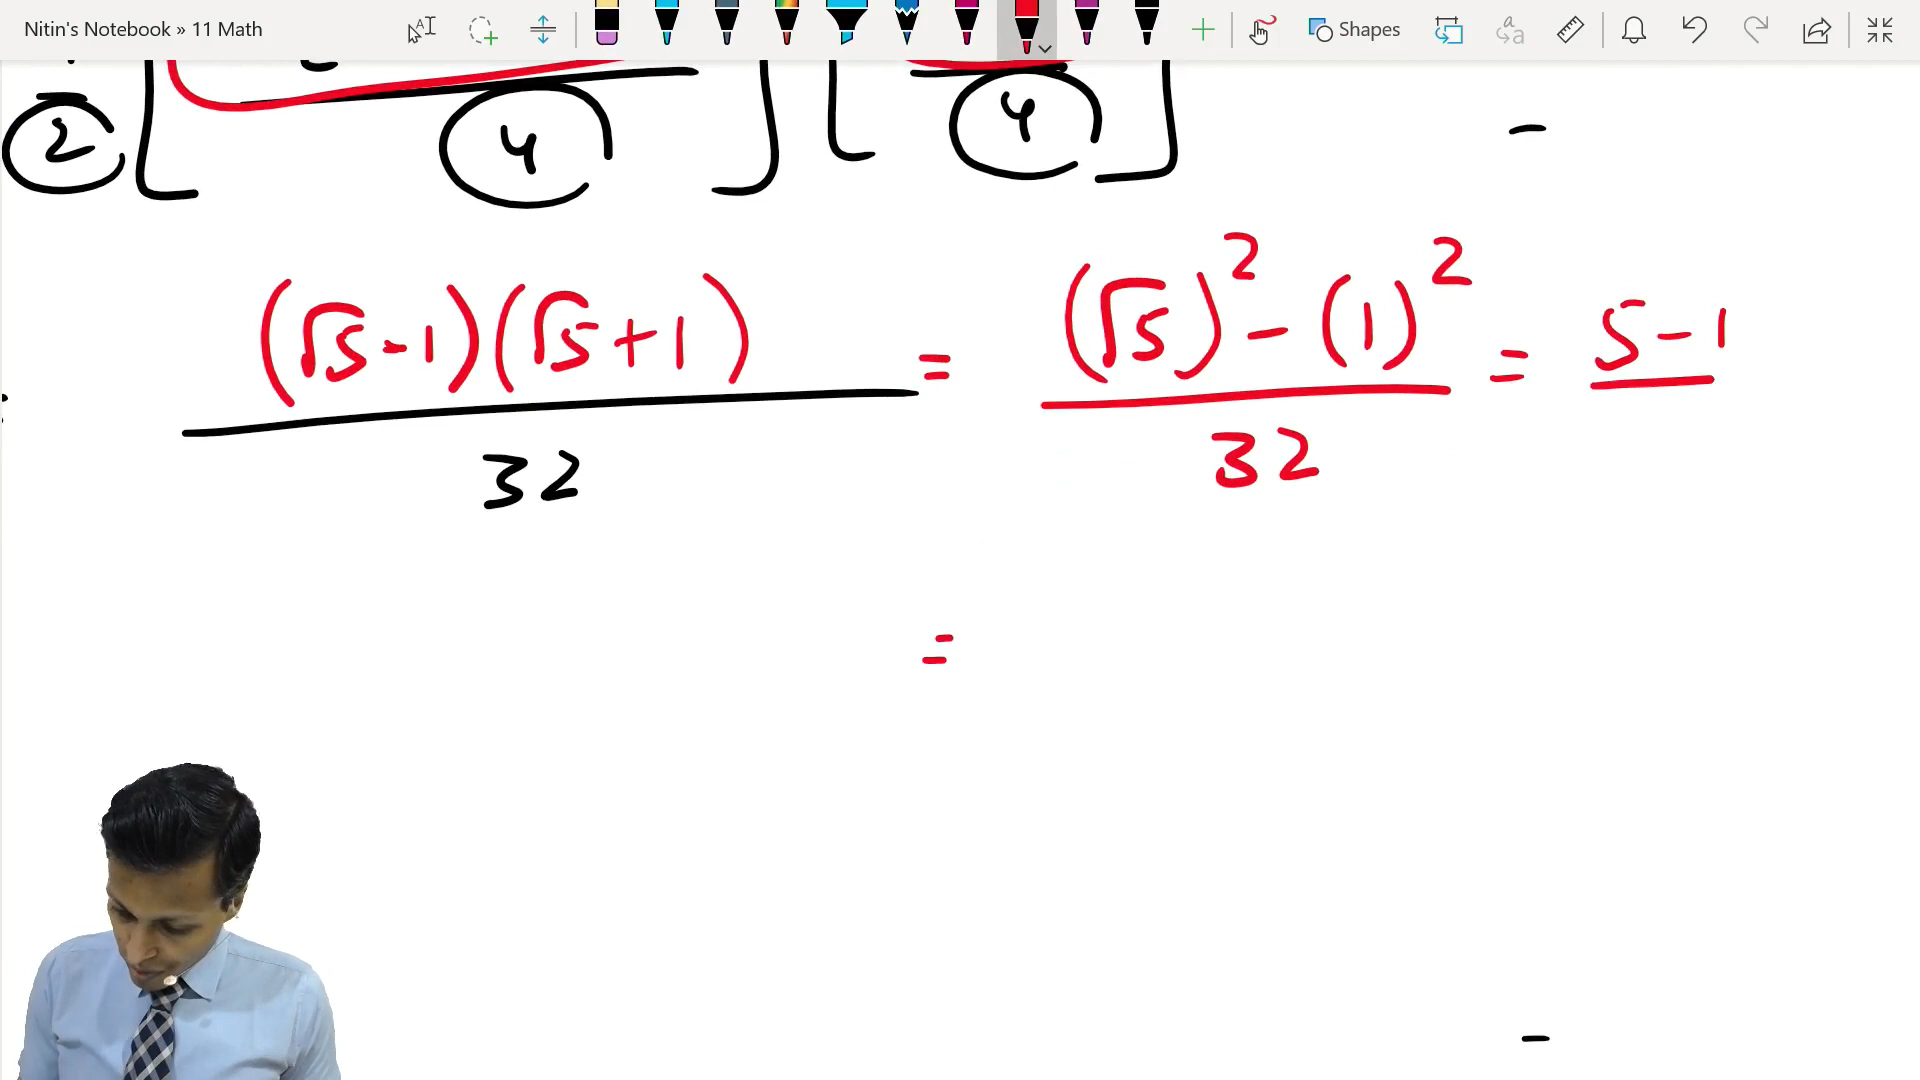 Nitin's Notebook » 11 Math
Shapes
2 4 4
(√5-1)(√5+1) / 32 = (√5)² - (1)² / 32 = 5-1
=